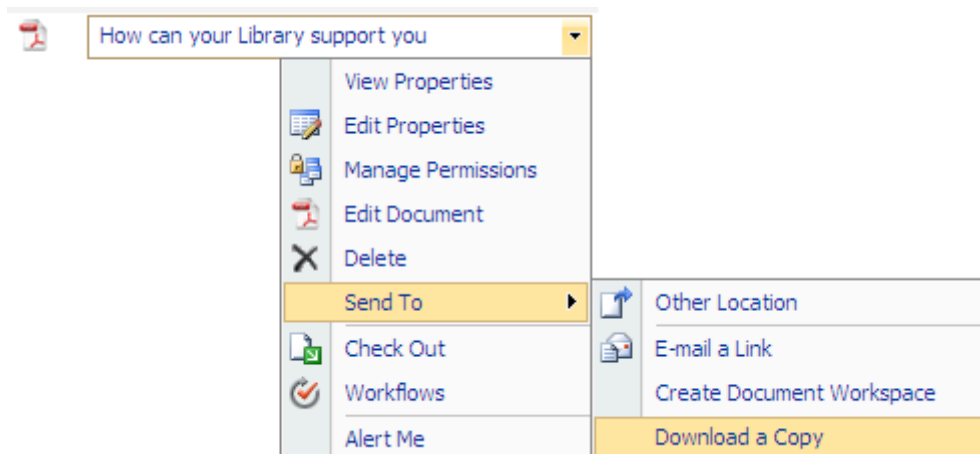 How can your Library support you
View Properties
Edit Properties
Manage Permissions
Edit Document
Delete
Send To
Other Location
Check Out
E-mail a Link
Workflows
Create Document Workspace
Alert Me
Download a Copy